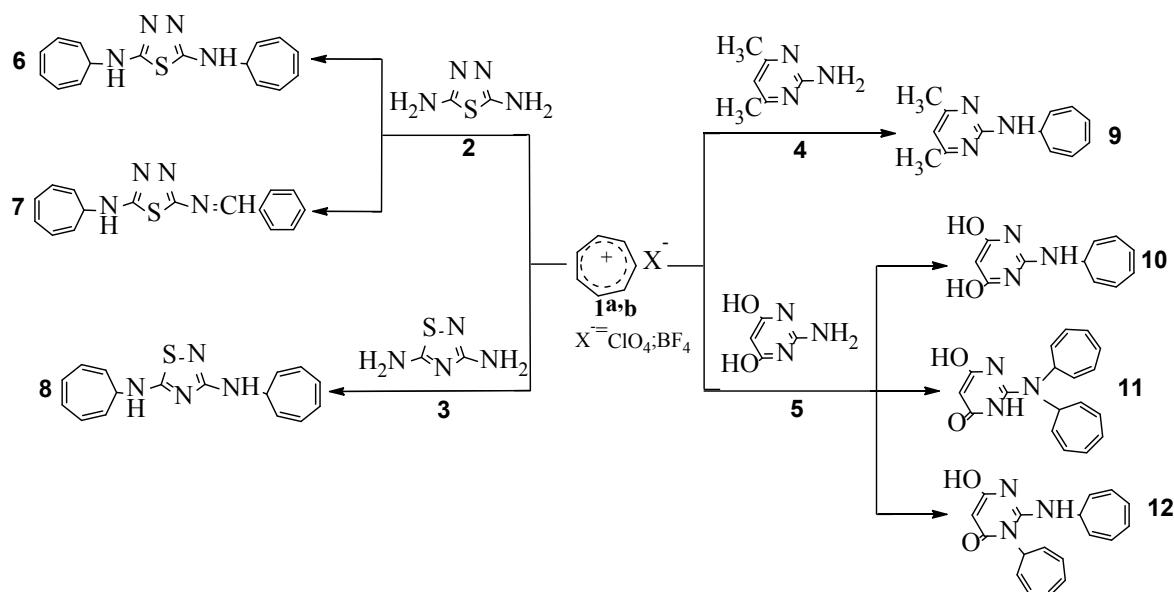 6
N N
N
H
S
NH
7
N N
N
H
S
N=CH
8
S-N
N
H
N
NH
N N
H2N
S
NH2
2
S-N
H2N
N
NH2
3
+
X-
1a,b
X-=ClO4;BF4
H3C
N
NH2
N
H3C
4
H3C
N
NH
N
H3C
9
HO
N
NH2
N
HO
5
HO
N
NH
N
HO
10
HO
N
N
NH
O
11
HO
N
NH
N
O
12